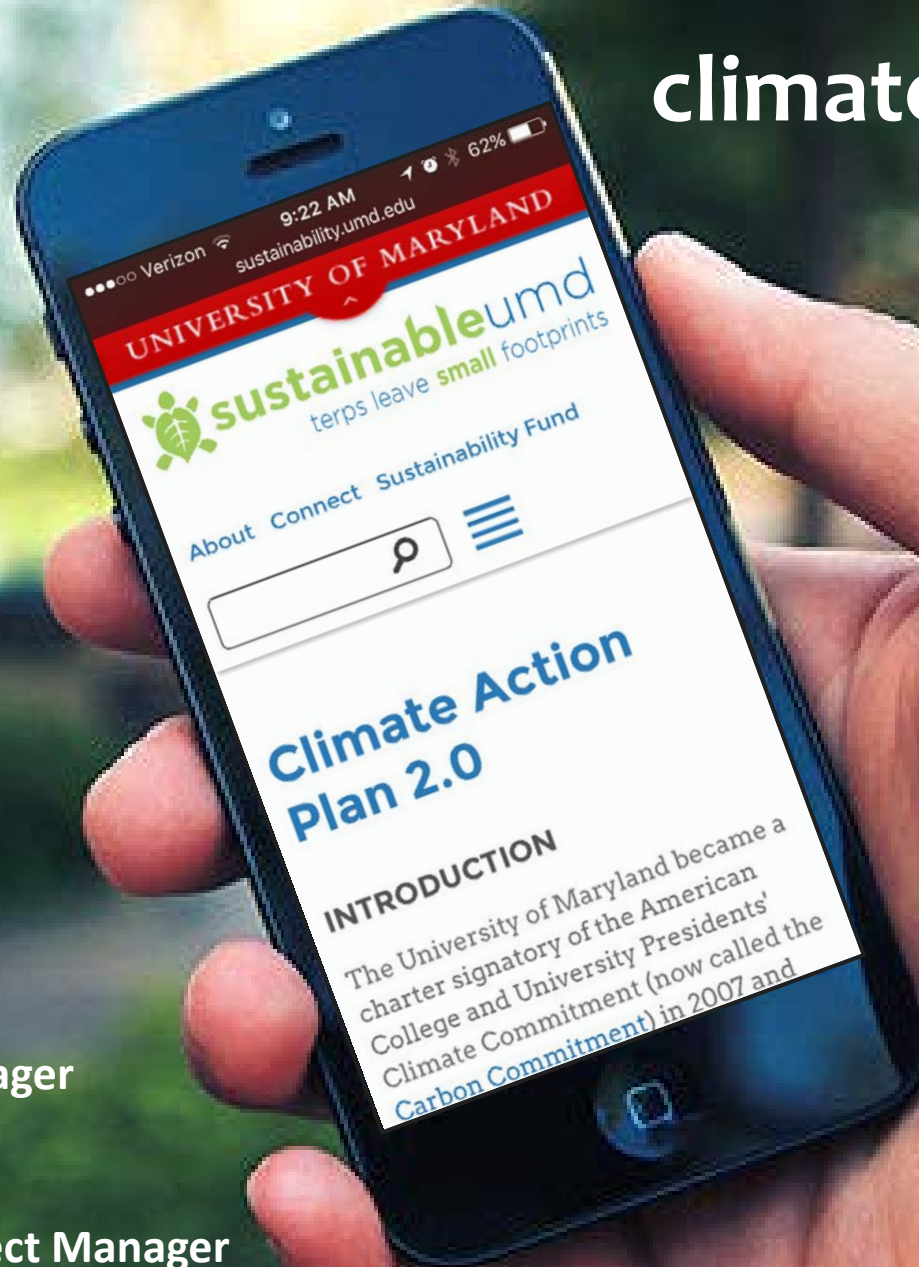 climate
9:22 AM
Verizon
62%
sustainability.umd.edu
UNIVERSITY OF MARYLAND
sustainableumd
terps leave small footprints
About Connect Sustainability Fund
Climate Action
Plan 2.0
INTRODUCTION
The University of Maryland became a
charter signatory of the American
College and University Presidents'
Climate Commitment (now called the
Carbon Commitment) in 2007 and
ager
ect Manager